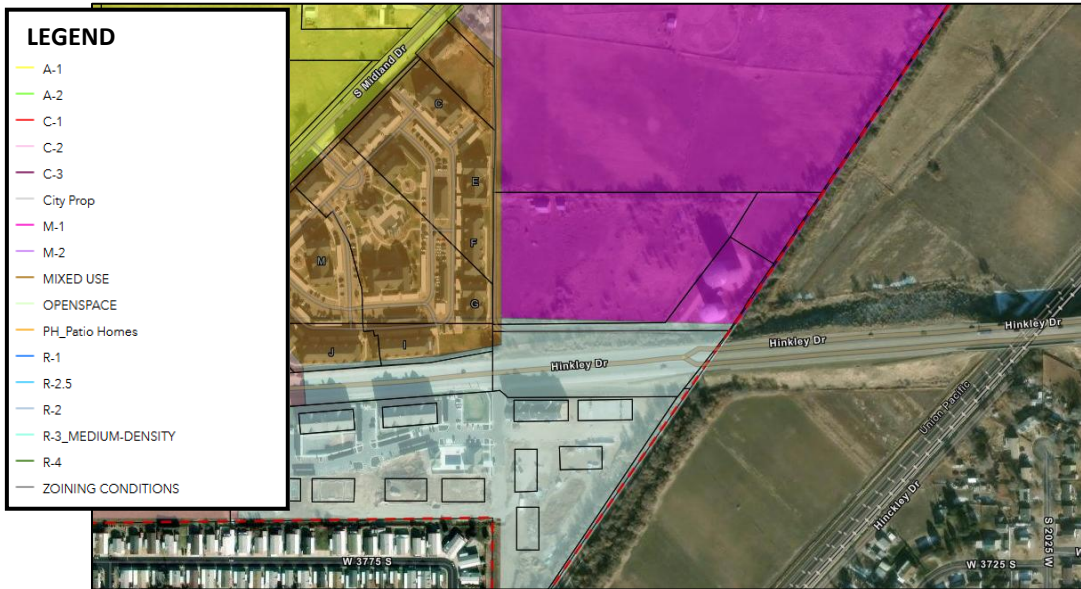 LEGEND
A-1
A-2
C-1
C-2
C-3
City Prop
M-1
M-2
MIXED USE
OPENSPACE
PH_Patio Homes
R-1
R-2.5
R-2
R-3_MEDIUM-DENSITY
R-4
ZOINING CONDITIONS
S Midland Dr
C
E
F
M
G
J
I
Hinkley Dr
Hinkley Dr
Hinkley Dr
Union Pacific
Hinckley Dr
W 3775 S
W 3725 S
S 2025 W
W